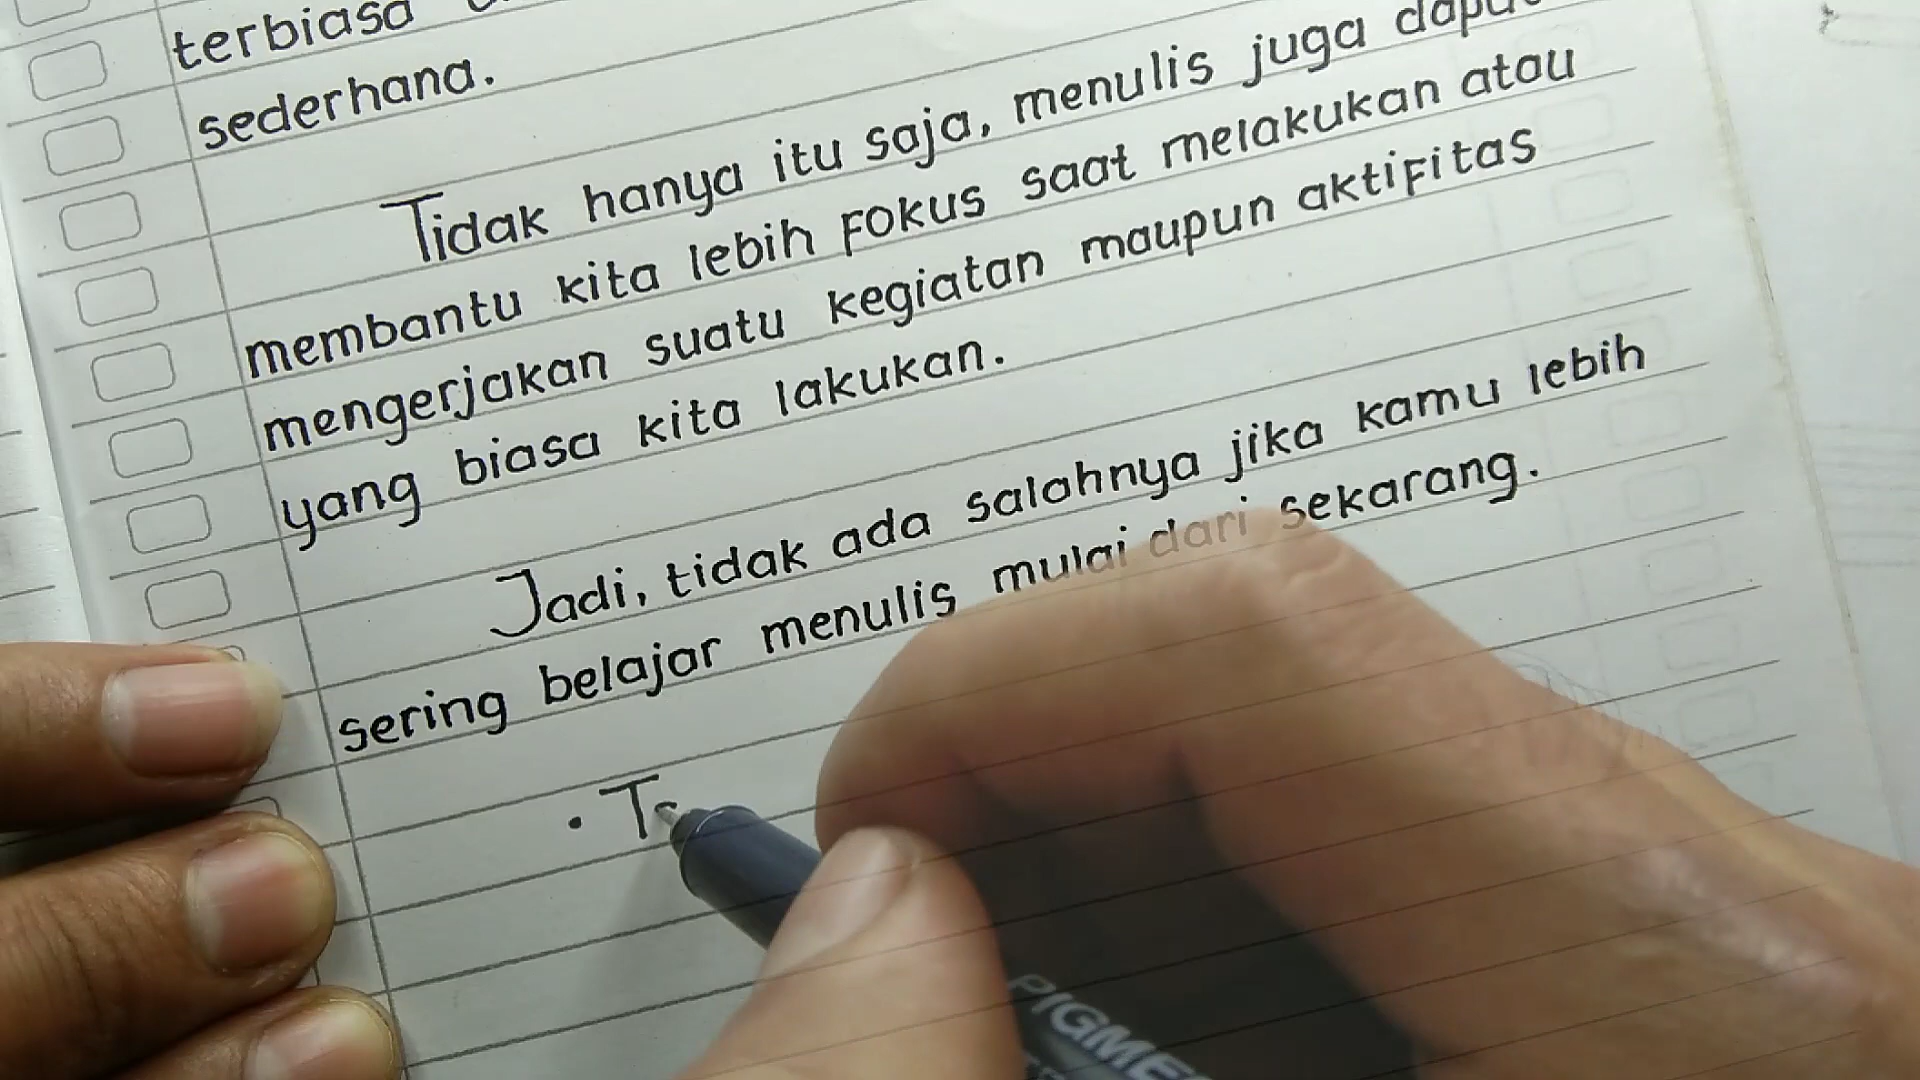 terbiasa
sederhana.
Tidak hanya itu saja, menulis juga
membantu kita lebih fokus saat melakukan atau
mengerjakan suatu kegiatan maupun aktifitas
yang biasa kita lakukan.
Jadi, tidak ada salahnya jika kamu lebih
sering belajar menulis mulai dari sekarang.